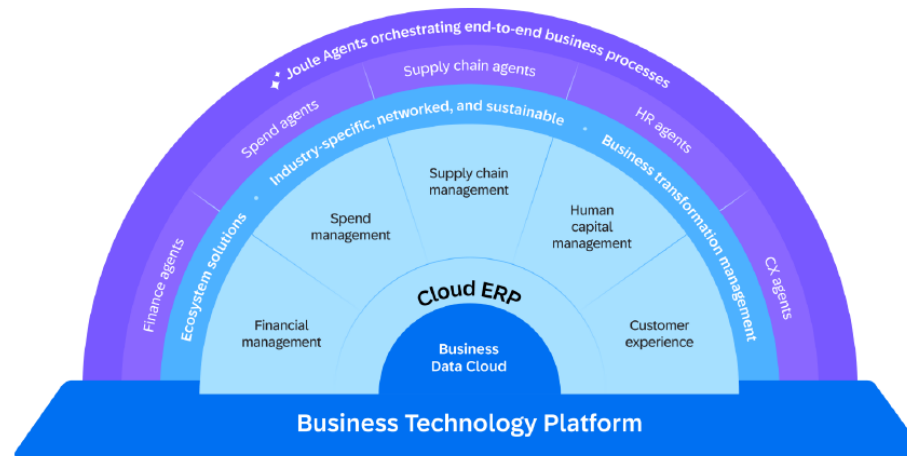 Joule Agents orchestrating end-to-end business processes
Finance agents
Spend agents
Supply chain agents
HR agents
CX agents
Ecosystem solutions • Industry-specific, networked, and sustainable • Business transformation management
Financial
management
Spend
management
Supply chain
management
Human
capital
management
Customer
experience
Cloud ERP
Business
Data Cloud
Business Technology Platform